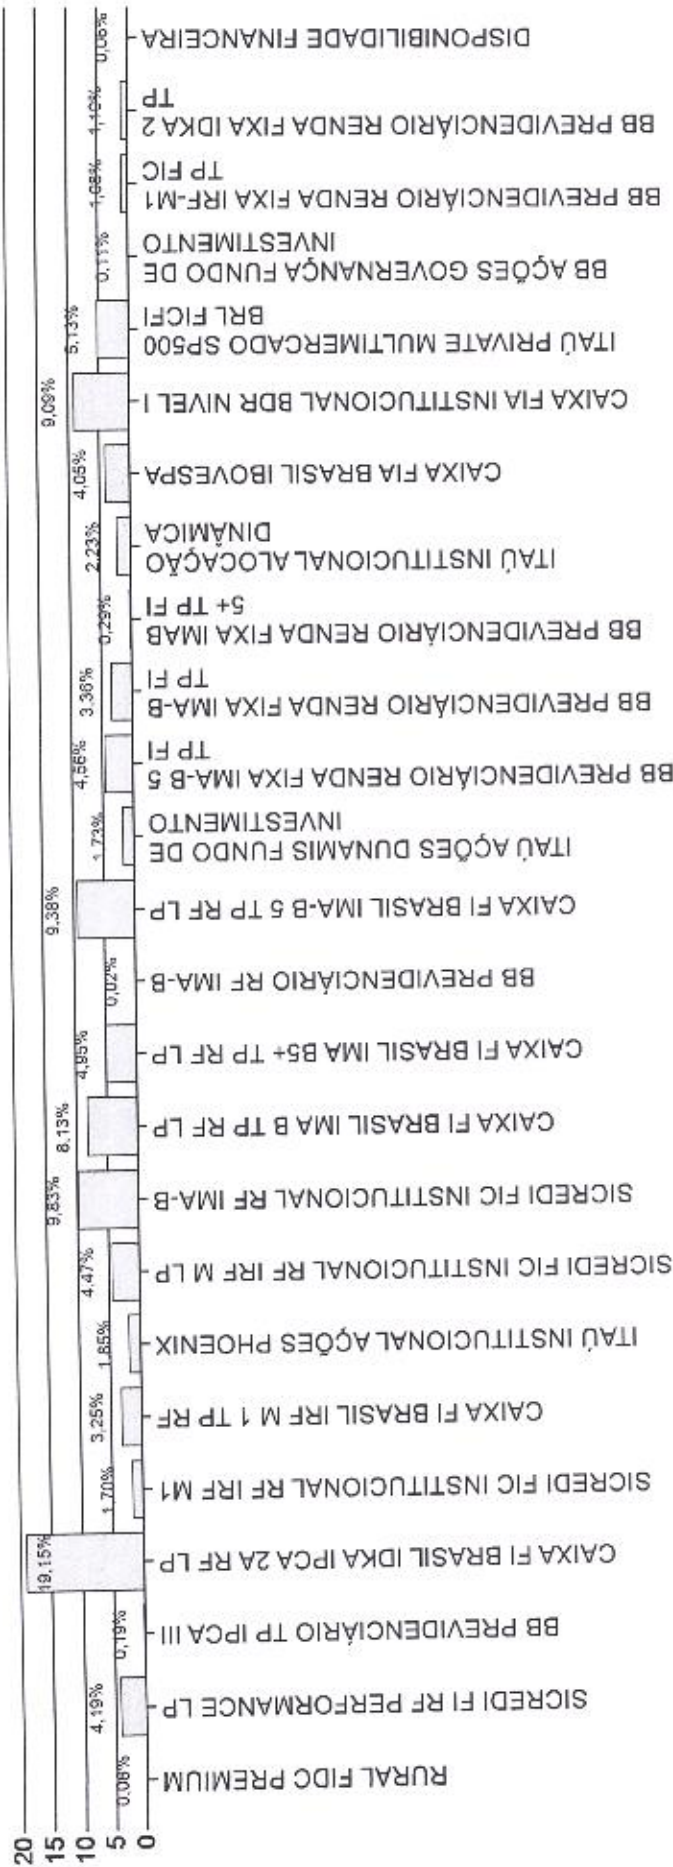 20
15
10
5
0
0.08%
RURAL FIDC PREMIUM
4,19%
SICREDI FI RF PERFORMANCE LP
0,19%
BB PREVIDENCIÁRIO TP IPCA III
19,15%
CAIXA FI BRASIL IDKA IPCA 2A RF LP
1,70%
SICREDI FIC INSTITUCIONAL RF IRF M1
3,25%
CAIXA FI BRASIL IRF M 1 TP RF
1,85%
ITAÚ INSTITUCIONAL AÇÕES PHOENIX
4.47%
SICREDI FIC INSTITUCIONAL RF IRF M LP
9,83%
SICREDI FIC INSTITUCIONAL RF IMA-B
8,13%
CAIXA FI BRASIL IMA B TP RF LP
4,95%
CAIXA FI BRASIL IMA B5+ TP RF LP
0,02%
BB PREVIDENCIÁRIO RF IMA-B
9,38%
CAIXA FI BRASIL IMA-B 5 TP RF LP
1,73%
ITAÚ AÇÕES DUNAMIS FUNDO DE
INVESTIMENTO
4,56%
BB PREVIDENCIÁRIO RENDA FIXA IMA-B 5
TP FI
3.36%
BB PREVIDENCIÁRIO RENDA FIXA IMA-B
TP FI
0,29%
BB PREVIDENCIÁRIO RENDA FIXA IMAB
5+ TP FI
2,23%
ITAÚ INSTITUCIONAL ALOCAÇÃO
DINÂMICA
4,05%
CAIXA FIA BRASIL IBOVESPA
9,09%
CAIXA FIA INSTITUCIONAL BDR NIVEL I
5,13%
ITAÚ PRIVATE MULTIMERCADO SP500
BRL FICFI
0,11%
BB AÇÕES GOVERNANÇA FUNDO DE
INVESTIMENTO
1,08%
BB PREVIDENCIÁRIO RENDA FIXA IRF-M1
TP FIC
1,10%
BB PREVIDENCIÁRIO RENDA FIXA IDKA 2
TP
0,06%
DISPONIBILIDADE FINANCEIRA